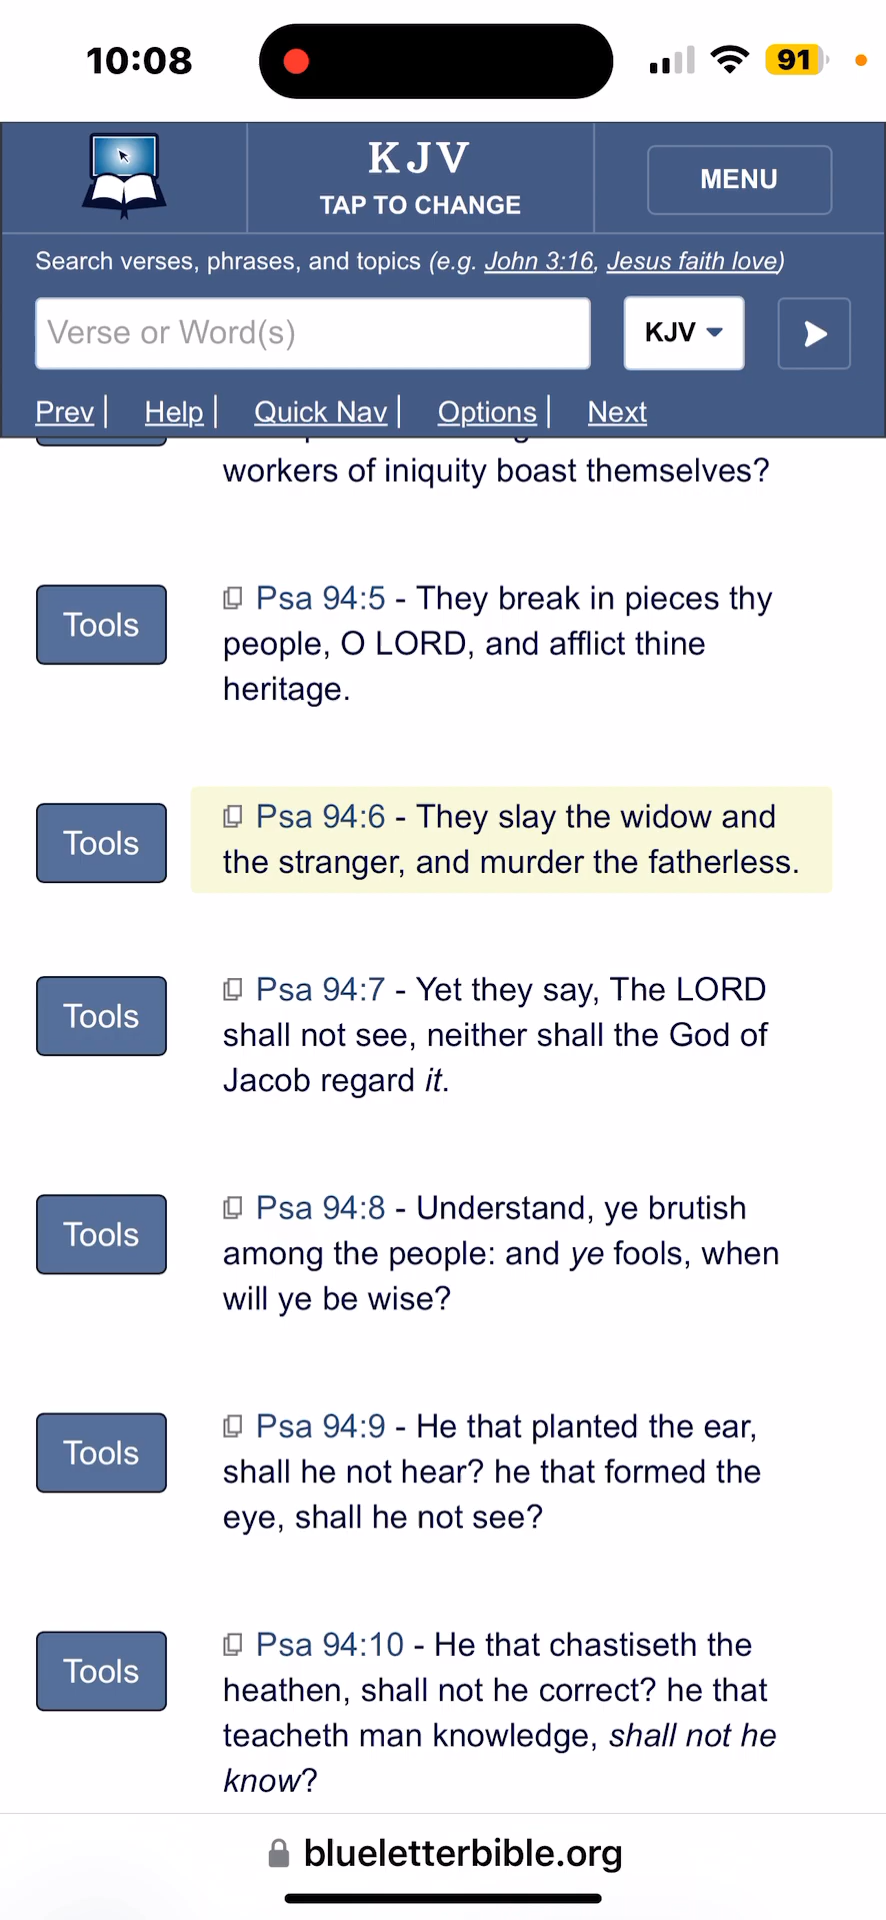 10:08
91
KJV
TAP TO CHANGE
MENU
Search verses, phrases, and topics (e.g. John 3:16, Jesus faith love)
Verse or Word(s)
KJV
Prev | Help | Quick Nav | Options | Next
workers of iniquity boast themselves?
Tools
Psa 94:5 - They break in pieces thy
people, O LORD, and afflict thine
heritage.
Tools
Psa 94:6 - They slay the widow and
the stranger, and murder the fatherless.
Tools
Psa 94:7 - Yet they say, The LORD
shall not see, neither shall the God of
Jacob regard it.
Tools
Psa 94:8 - Understand, ye brutish
among the people: and ye fools, when
will ye be wise?
Tools
Psa 94:9 - He that planted the ear,
shall he not hear? he that formed the
eye, shall he not see?
Tools
Psa 94:10 - He that chastiseth the
heathen, shall not he correct? he that
teacheth man knowledge, shall not he
know?
blueletterbible.org